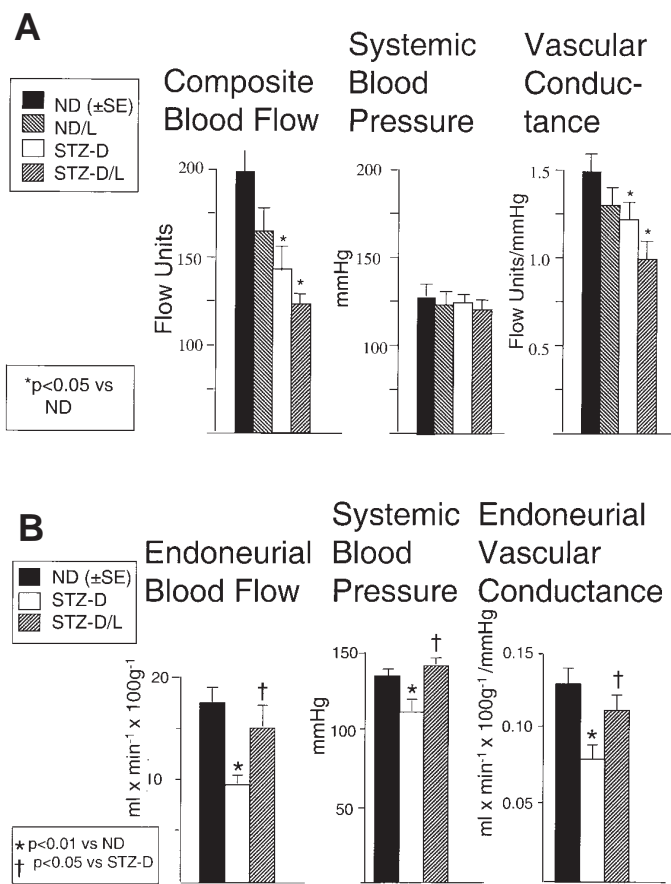 A
ND (±SE)
ND/L
STZ-D
STZ-D/L
*p<0.05 vs
ND
Composite
Blood Flow
Flow Units
200
150
100
*
*
Systemic
Blood
Pressure
mmHg
200
150
100
Vascular
Conduc-
tance
Flow Units/mmHg
1.5
1.0
0.5
*
*
B
ND (±SE)
STZ-D
STZ-D/L
* p<0.01 vs ND
† p<0.05 vs STZ-D
Endoneurial
Blood Flow
ml x min-1 x 100g-1
20
10
*
†
Systemic
Blood
Pressure
mmHg
150
100
50
*
†
Endoneurial
Vascular
Conductance
ml x min-1 x 100g-1 /mmHg
0.15
0.10
0.05
*
†